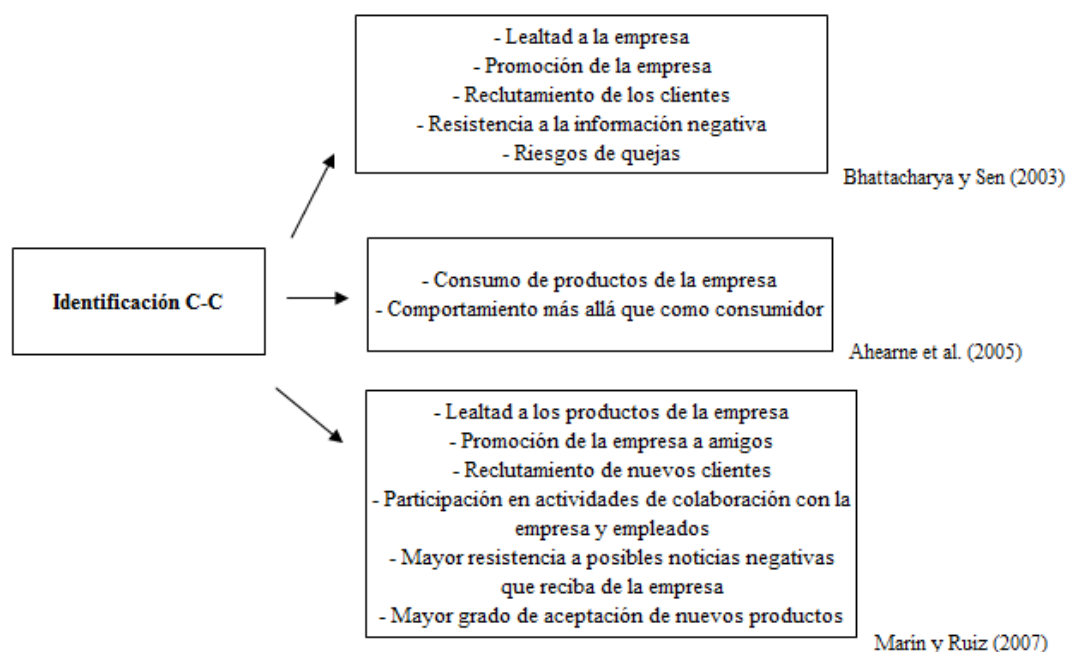 - Lealtad a la empresa
- Promoción de la empresa
- Reclutamiento de los clientes
- Resistencia a la información negativa
- Riesgos de quejas
Bhattacharya y Sen (2003)
Identificación C-C
- Consumo de productos de la empresa
- Comportamiento más allá que como consumidor
Ahearne et al. (2005)
- Lealtad a los productos de la empresa
- Promoción de la empresa a amigos
- Reclutamiento de nuevos clientes
- Participación en actividades de colaboración con la
empresa y empleados
- Mayor resistencia a posibles noticias negativas
que reciba de la empresa
- Mayor grado de aceptación de nuevos productos
Marín y Ruiz (2007)